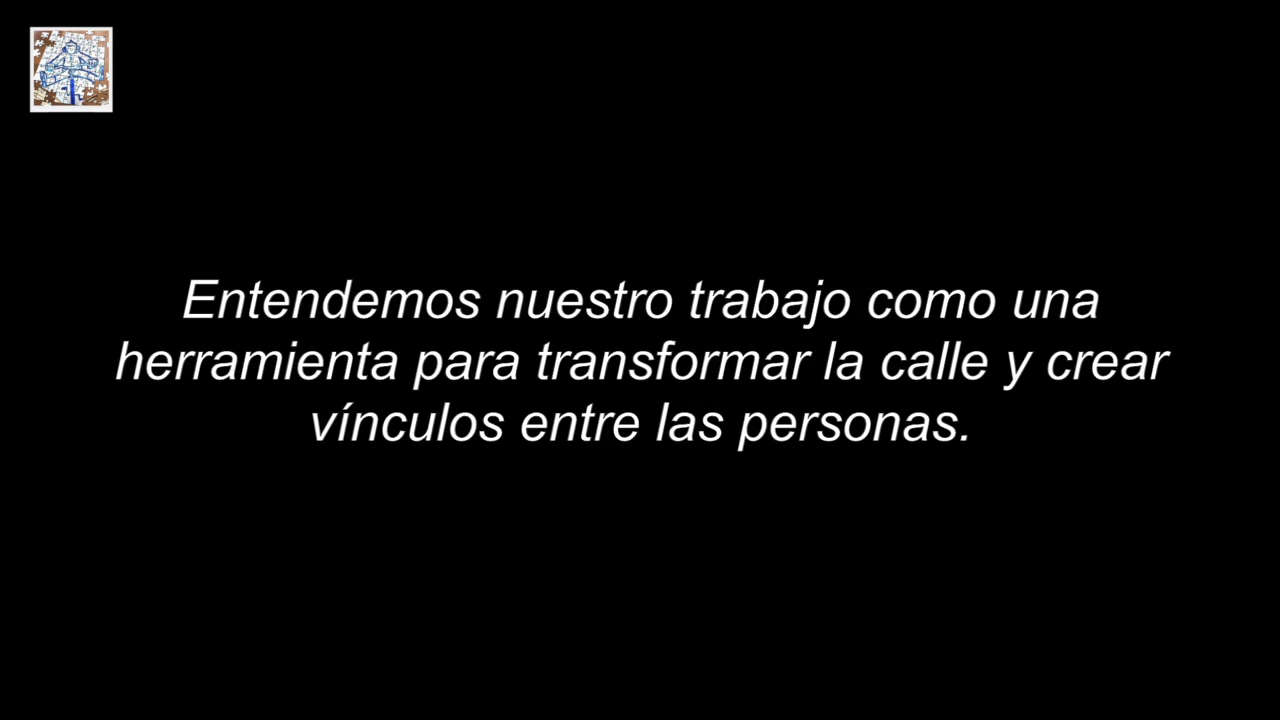 Entendemos nuestro trabajo como una
herramienta para transformar la calle y crear
vínculos entre las personas.